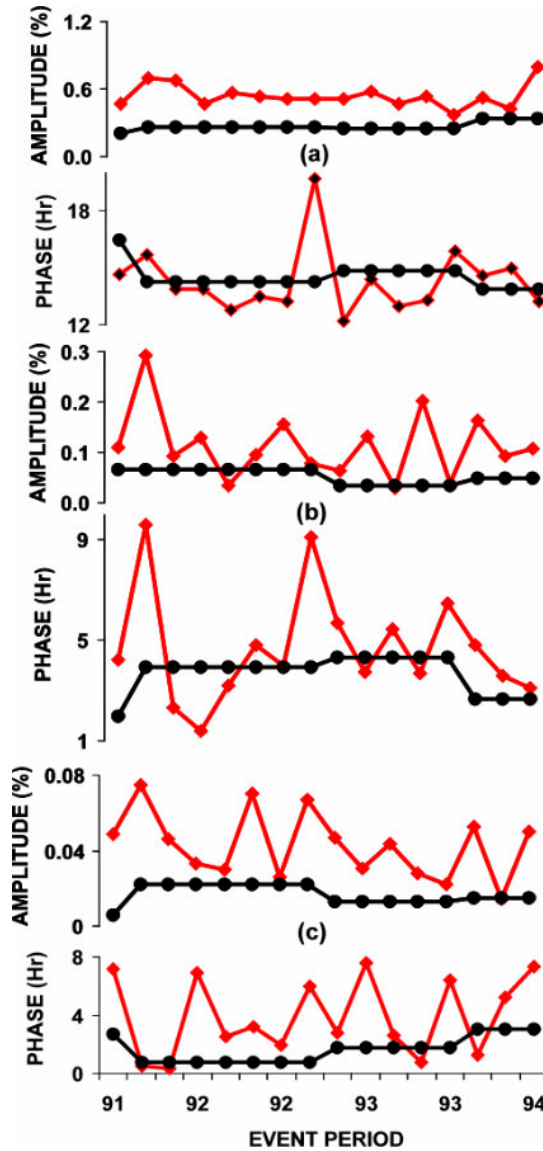 1.2
0.6
0.0
AMPLITUDE (%)
(a)
18
12
PHASE (Hr)
0.3
0.2
0.1
0.0
AMPLITUDE (%)
(b)
9
5
1
PHASE (Hr)
0.08
0.04
0
AMPLITUDE (%)
(c)
8
4
0
PHASE (Hr)
91 92 92 93 93 94
EVENT PERIOD